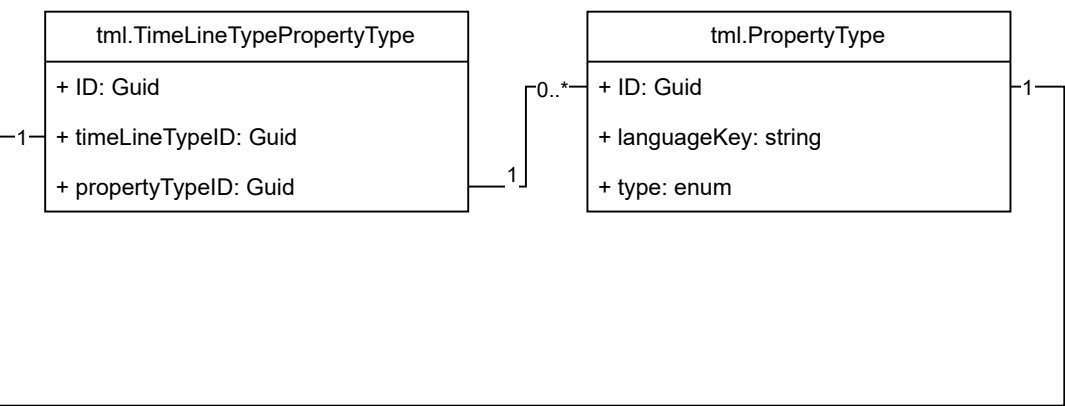 tml.TimeLineTypePropertyType
+ ID: Guid
+ timeLineTypeID: Guid
+ propertyTypeID: Guid
1
1
0..*
tml.PropertyType
+ ID: Guid
+ languageKey: string
+ type: enum
1